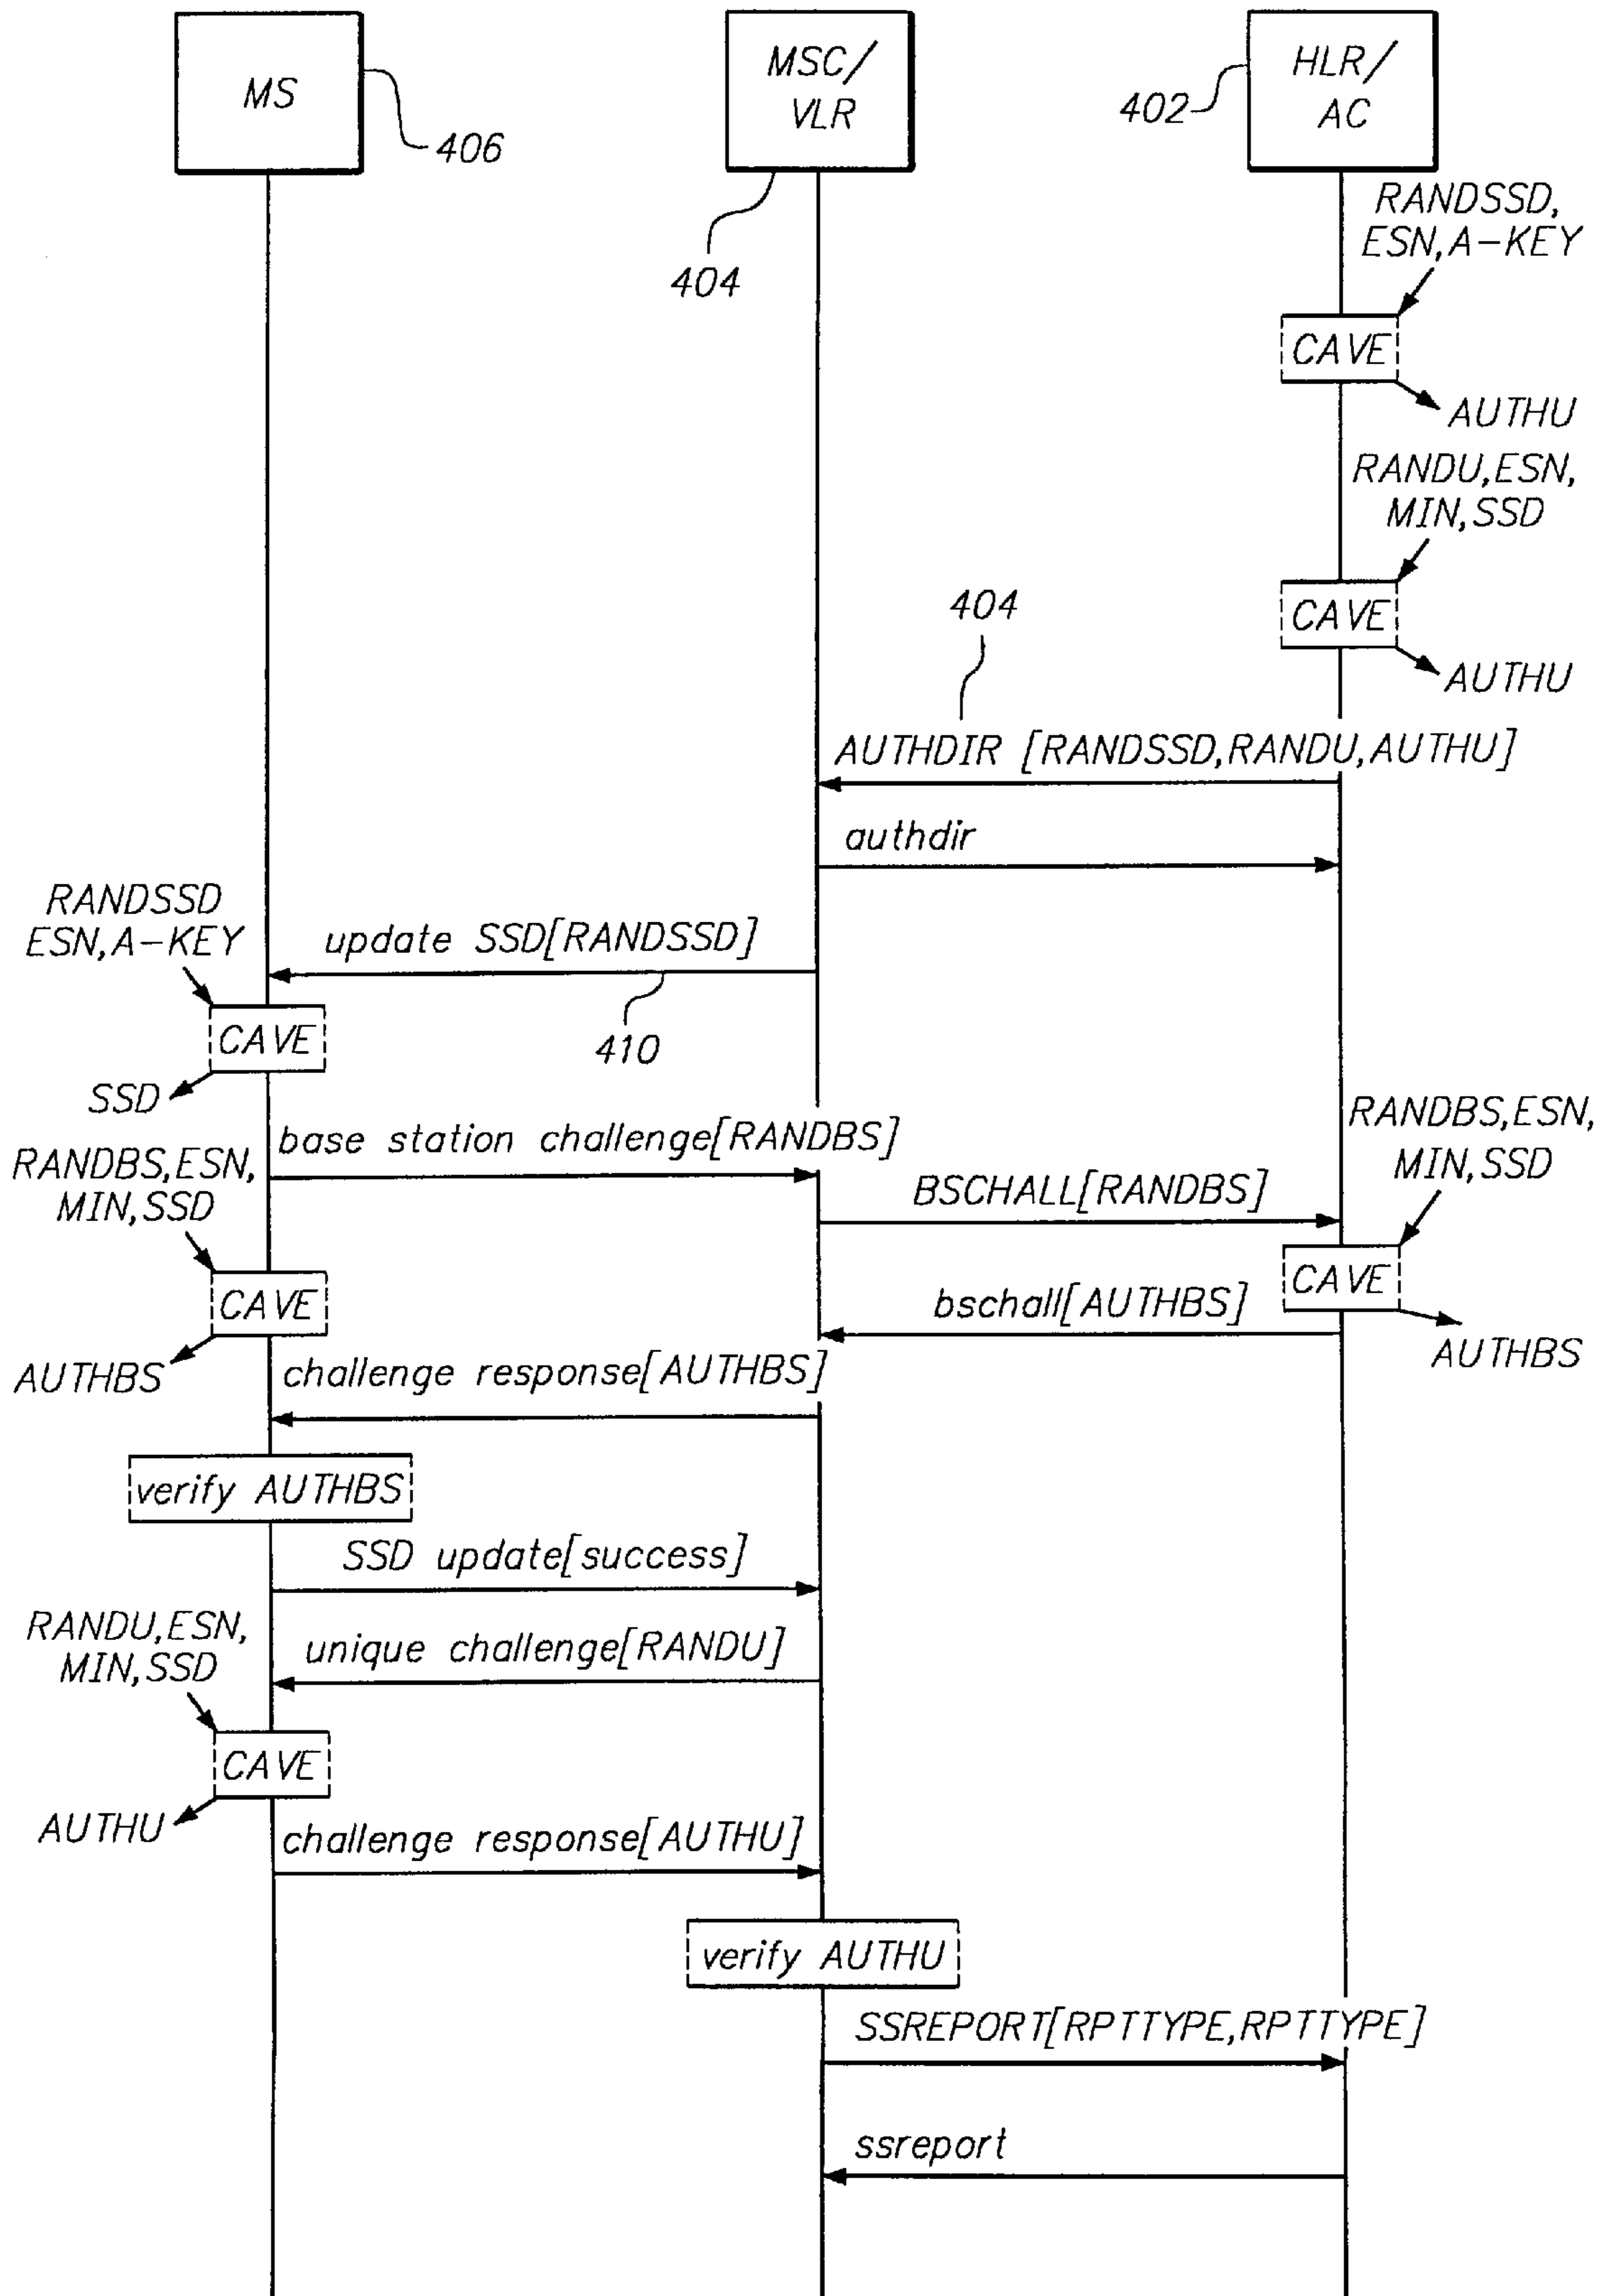 MS
406
MSC/
VLR
404
HLR/
AC
402
RANDSSD,
ESN,A-KEY
CAVE
AUTHU
RANDU,ESN,
MIN,SSD
CAVE
AUTHU
404
AUTHDIR [RANDSSD,RANDU,AUTHU]
authdir
RANDSSD
ESN,A-KEY
update SSD[RANDSSD]
410
CAVE
SSD
base station challenge[RANDBS]
RANDBS,ESN,
MIN,SSD
RANDBS,ESN,
MIN,SSD
BSCHALL[RANDBS]
CAVE
CAVE
bschall[AUTHBS]
AUTHBS
AUTHBS
challenge response[AUTHBS]
verify AUTHBS
SSD update[success]
RANDU,ESN,
MIN,SSD
unique challenge[RANDU]
CAVE
AUTHU
challenge response[AUTHU]
verify AUTHU
SSREPORT[RPTTYPE,RPTTYPE]
ssreport